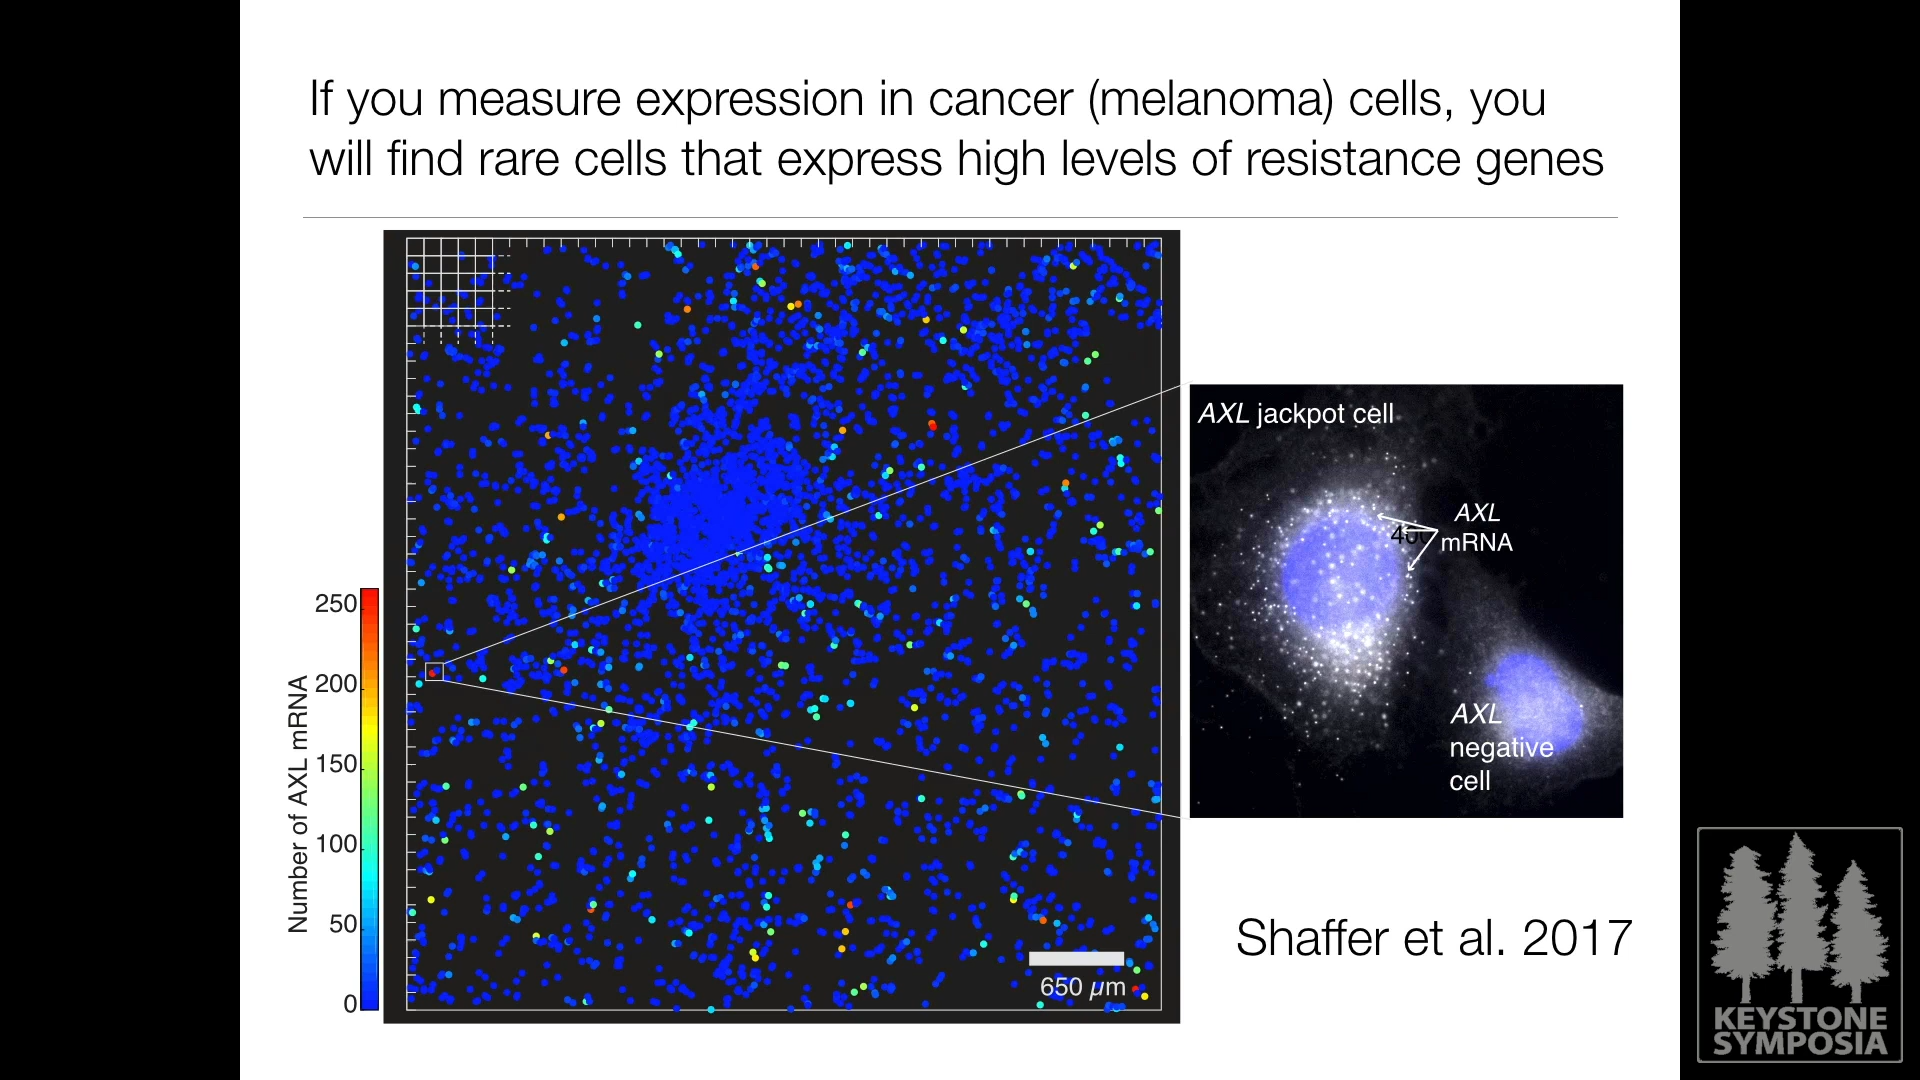 If you measure expression in cancer (melanoma) cells, you
will find rare cells that express high levels of resistance genes
AXL jackpot cell
AXL
mRNA
400
AXL
negative
cell
Number of AXL mRNA
250
200
150
100
50
0
650 µm
Shaffer et al. 2017
KEYSTONE
SYMPOSIA